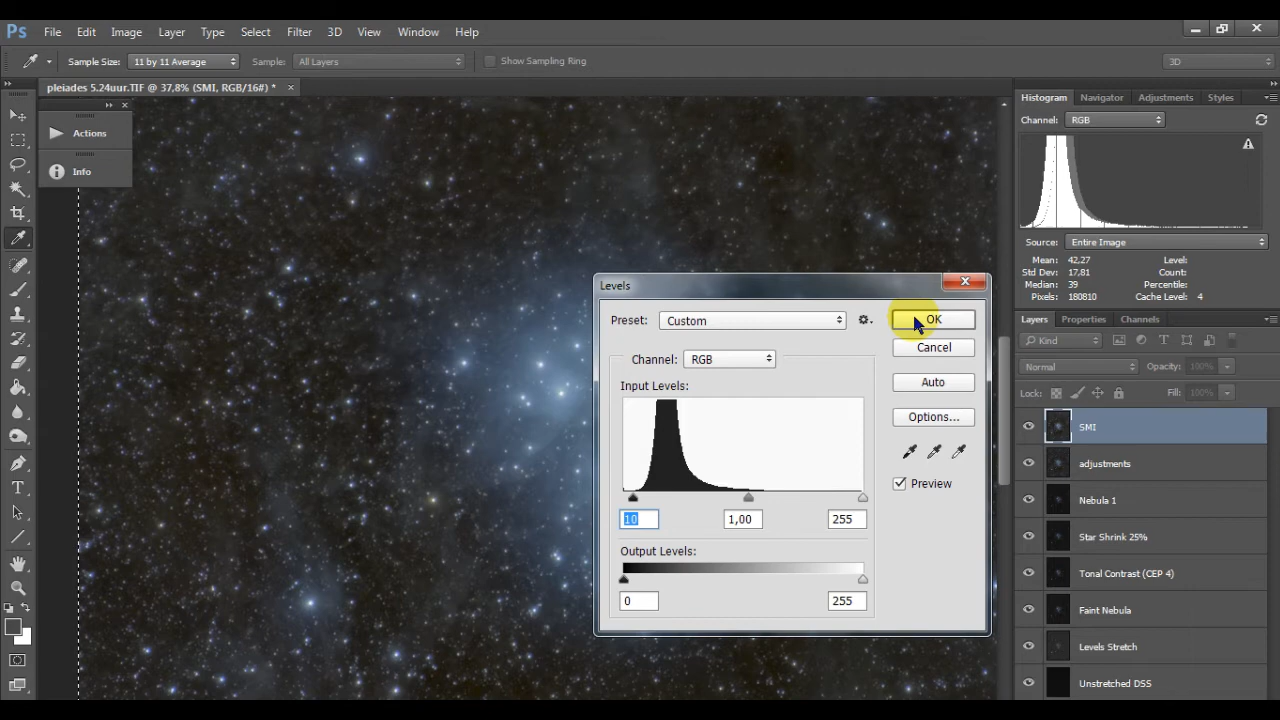 Ps File Edit Image Layer Type Select Filter 3D View Window Help
Sample Size: 11 by 11 Average Sample: All Layers Show Sampling Ring 3D
pleiades 5.24uur.TIF @ 37,8% (SMI, RGB/16#) *
Actions
Info
Histogram Navigator Adjustments Styles
Channel: RGB
Source: Entire Image
Mean: 42,27 Level:
Std Dev: 17,81 Count:
Median: 39 Percentile:
Pixels: 180810 Cache Level: 4
Layers Properties Channels
Kind
Normal Opacity: 100%
Lock: Fill: 100%
SMI
adjustments
Nebula 1
Star Shrink 25%
Tonal Contrast (CEP 4)
Faint Nebula
Levels Stretch
Unstretched DSS
Levels
Preset: Custom
OK
Channel: RGB
Cancel
Input Levels:
Auto
Options...
Preview
10 1,00 255
Output Levels:
0 255
T